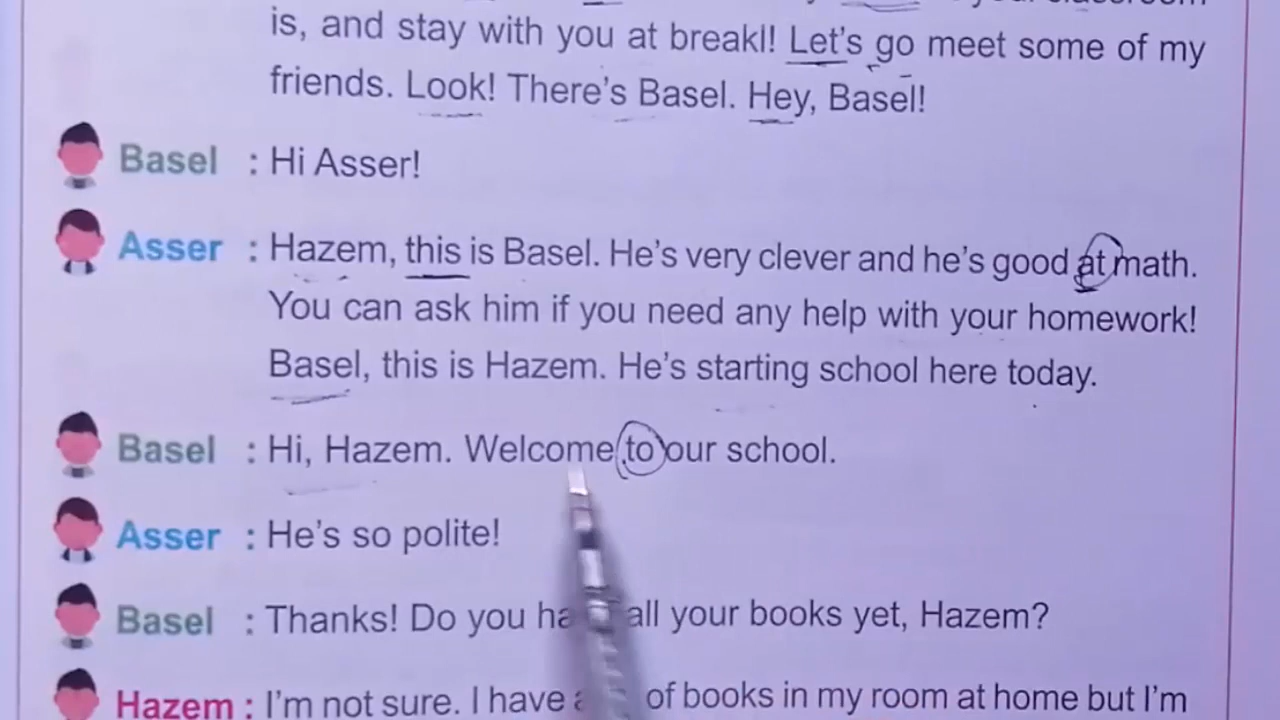 is, and stay with you at breakl! Let's go meet some of my
friends. Look! There's Basel. Hey, Basel!
Basel : Hi Asser!
Asser : Hazem, this is Basel. He's very clever and he's good at math.
You can ask him if you need any help with your homework!
Basel, this is Hazem. He's starting school here today.
Basel : Hi, Hazem. Welcome to our school.
Asser : He's so polite!
Basel : Thanks! Do you all your books yet, Hazem?
Hazem : I'm not sure. I have of books in my room at home but I'm